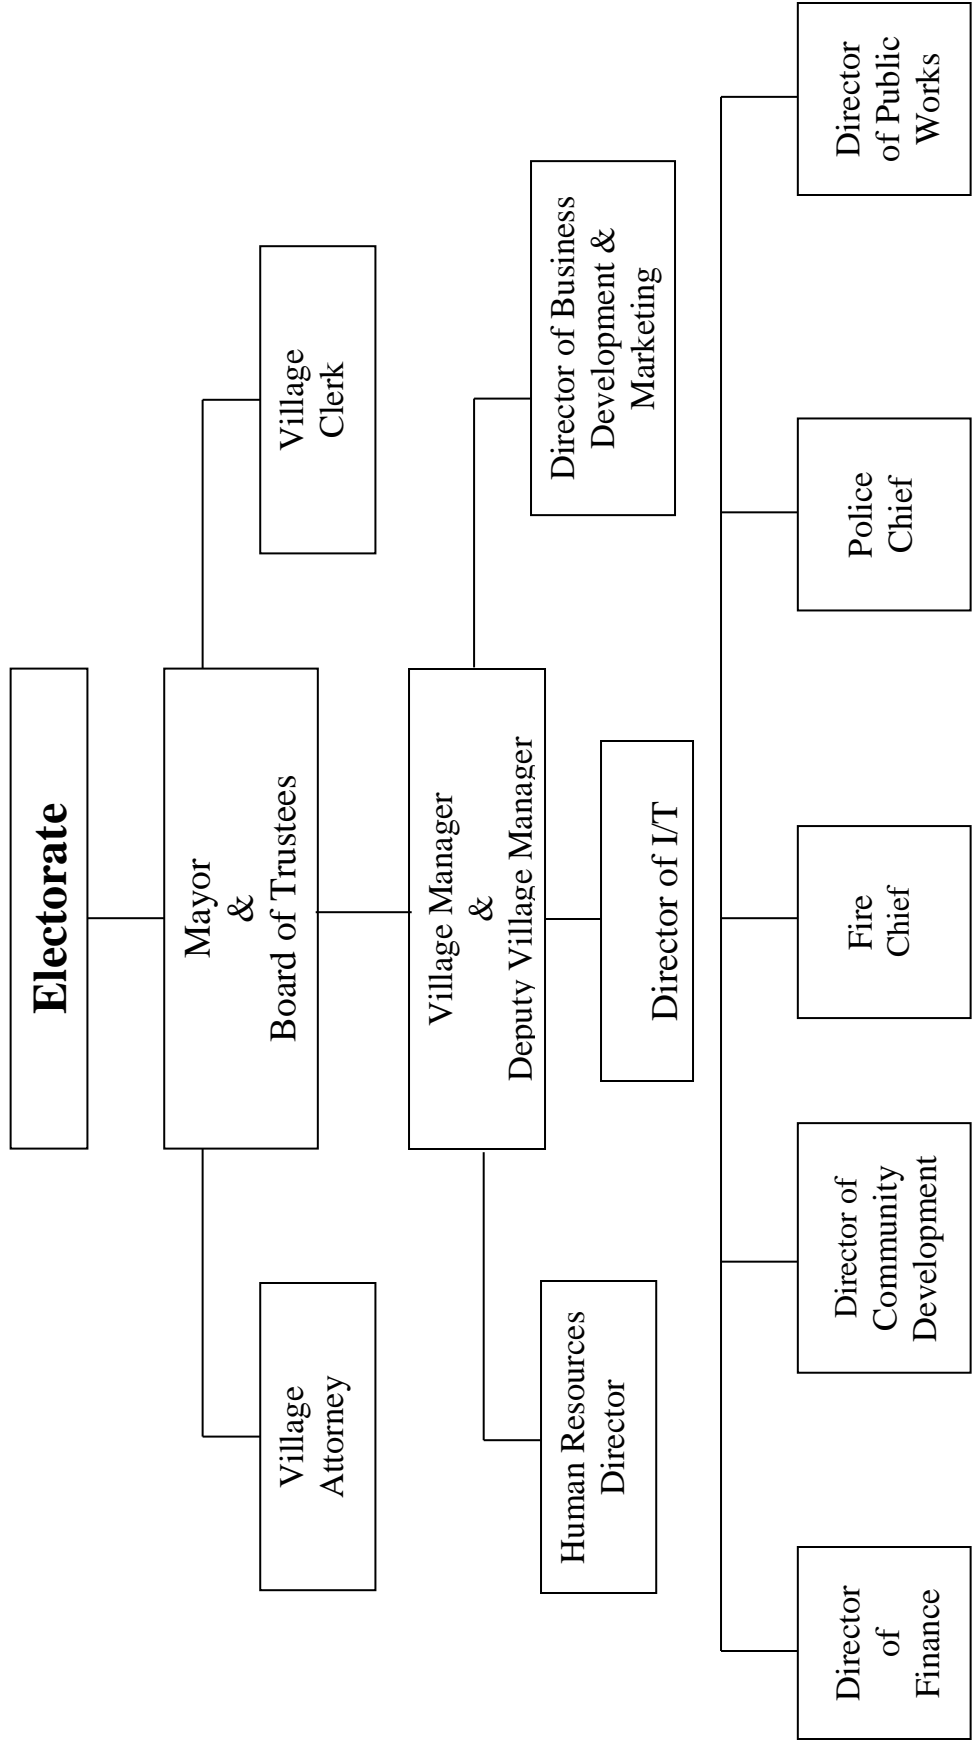 Electorate
Mayor
&
Board of Trustees
Village
Attorney
Village
Clerk
Village Manager
&
Deputy Village Manager
Human Resources
Director
Director of I/T
Director of Business
Development &
Marketing
Director
of
Finance
Director of
Community
Development
Fire
Chief
Police
Chief
Director
of Public
Works